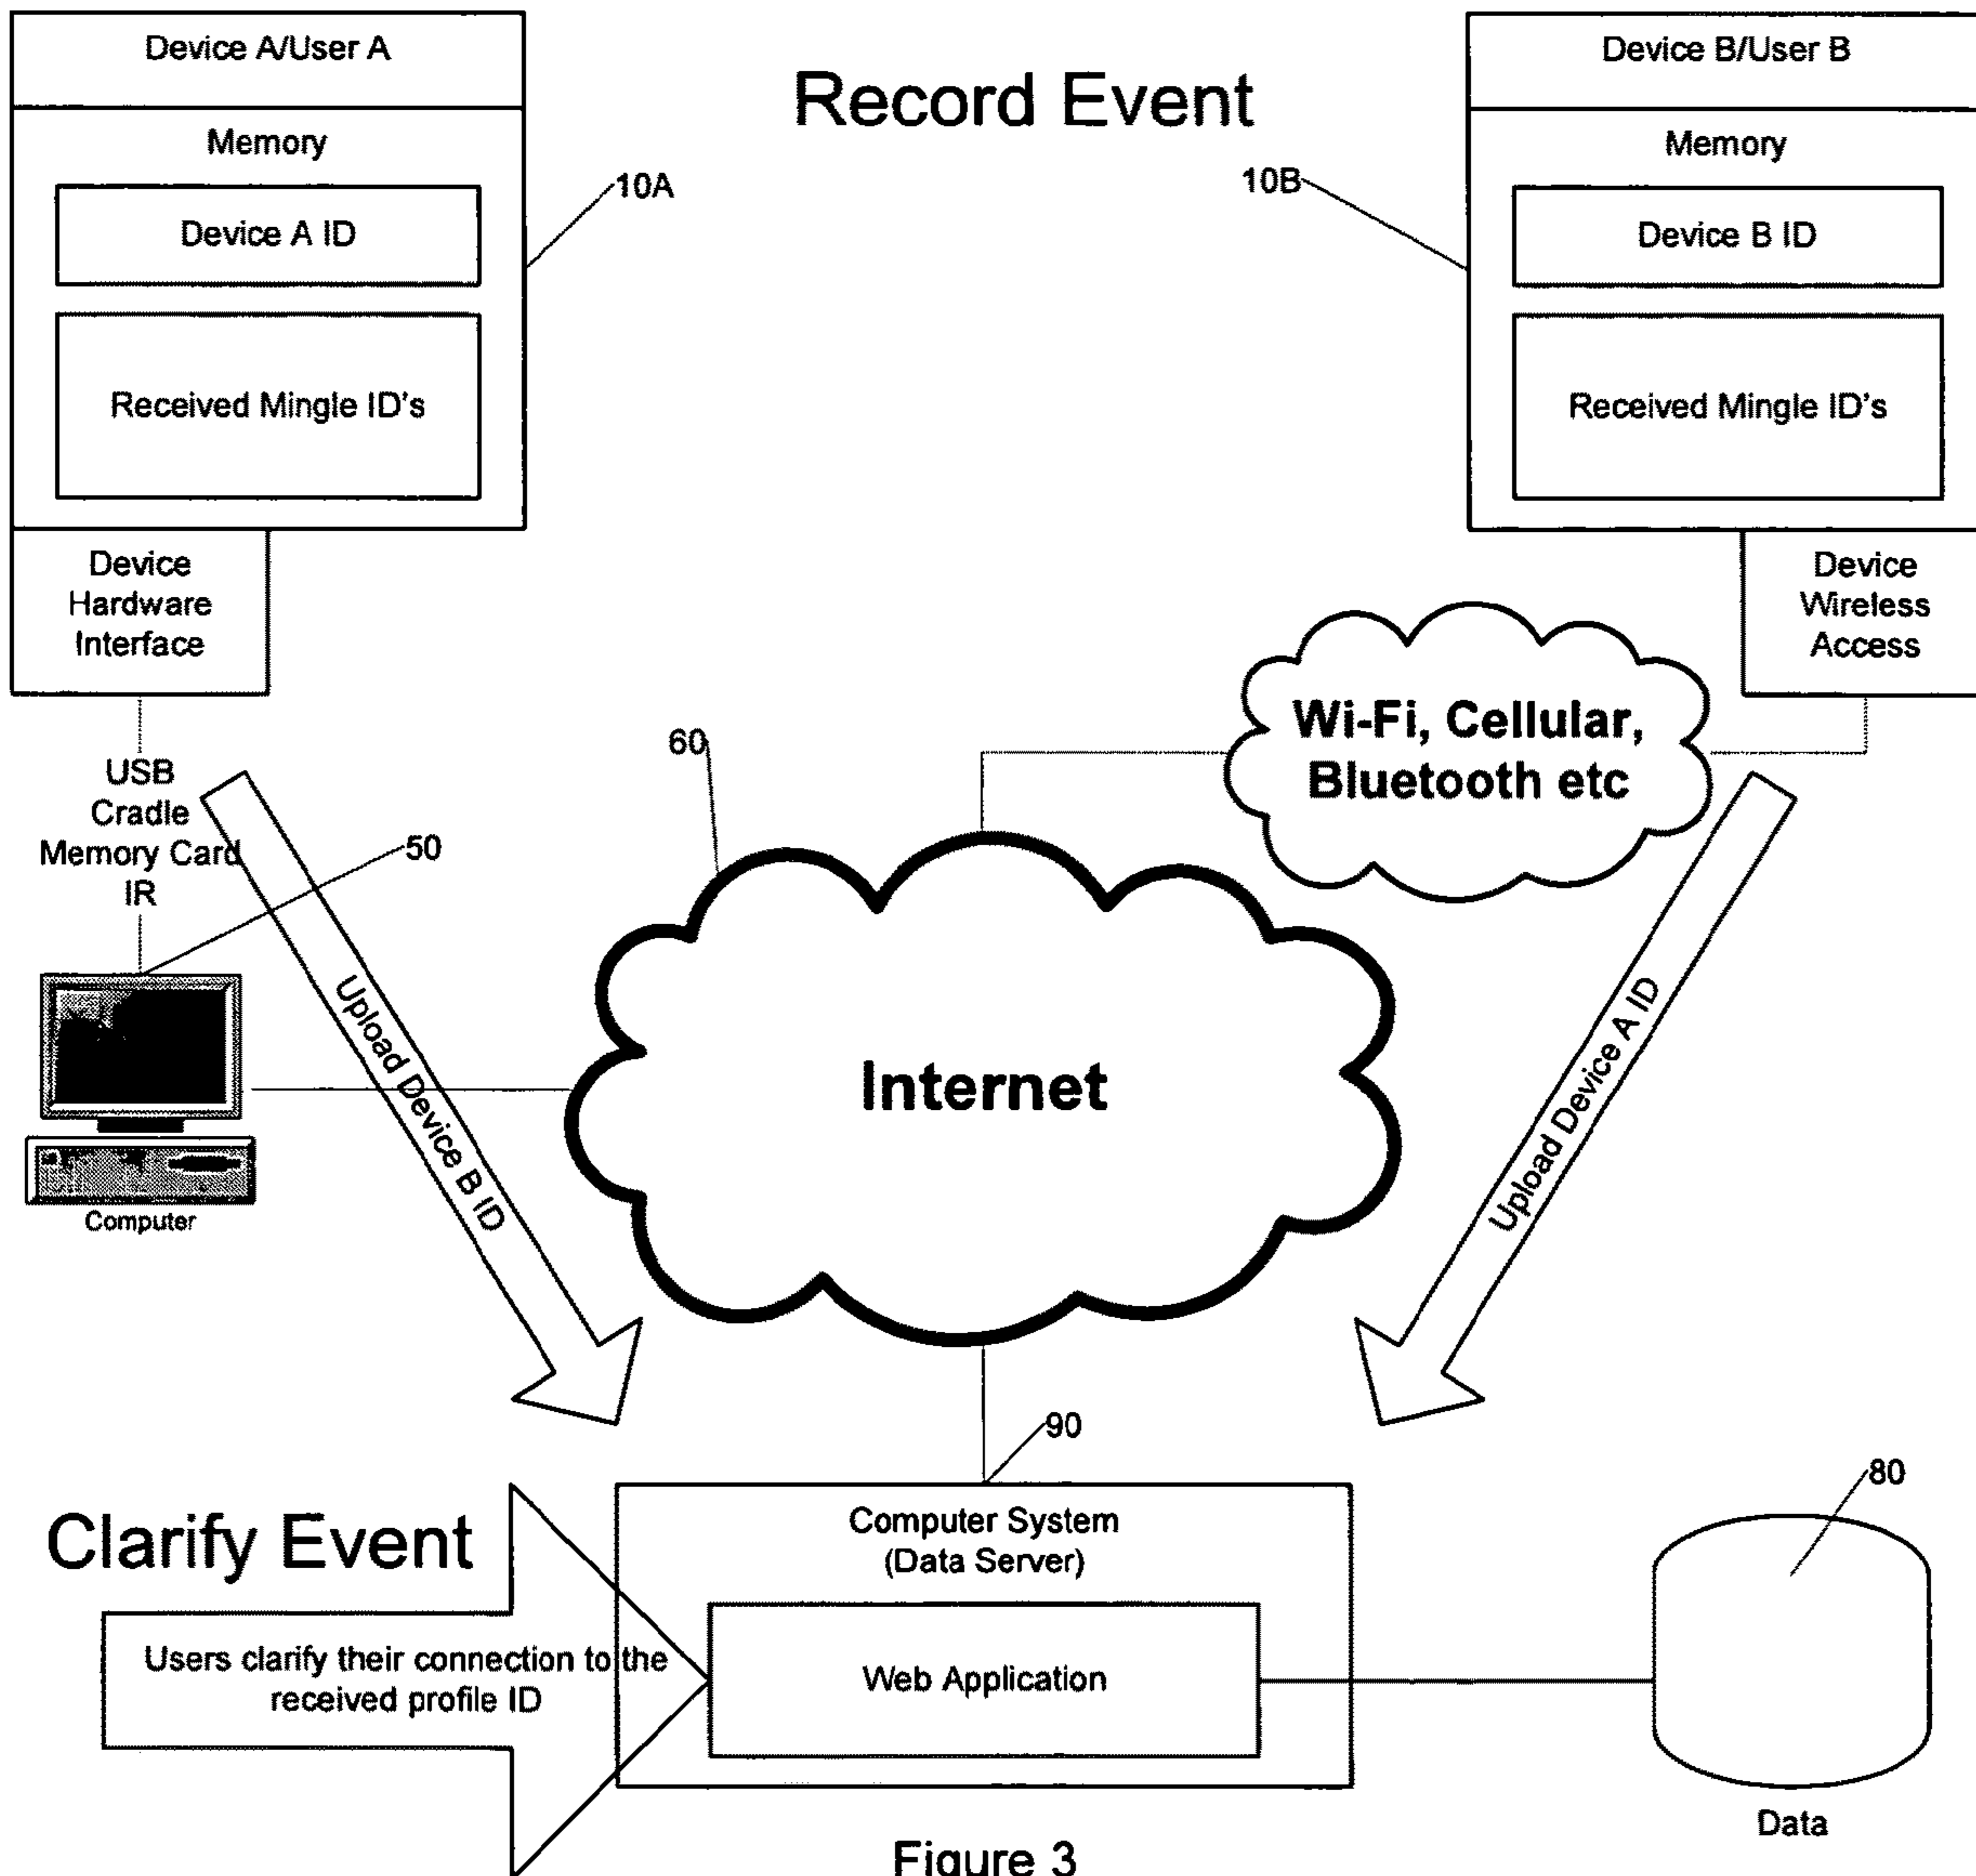 Device A/User A
Memory
Device A ID
Received Mingle ID's
Device
Hardware
Interface
10A
Record Event
Device B/User B
Memory
Device B ID
Received Mingle ID's
Device
Wireless
Access
10B
USB
Cradle
Memory Card
IR
50
60
Wi-Fi, Cellular,
Bluetooth etc
Upload Device B ID
Internet
Upload Device A ID
Computer
90
80
Clarify Event
Users clarify their connection to the
received profile ID
Computer System
(Data Server)
Web Application
Data
Figure 3